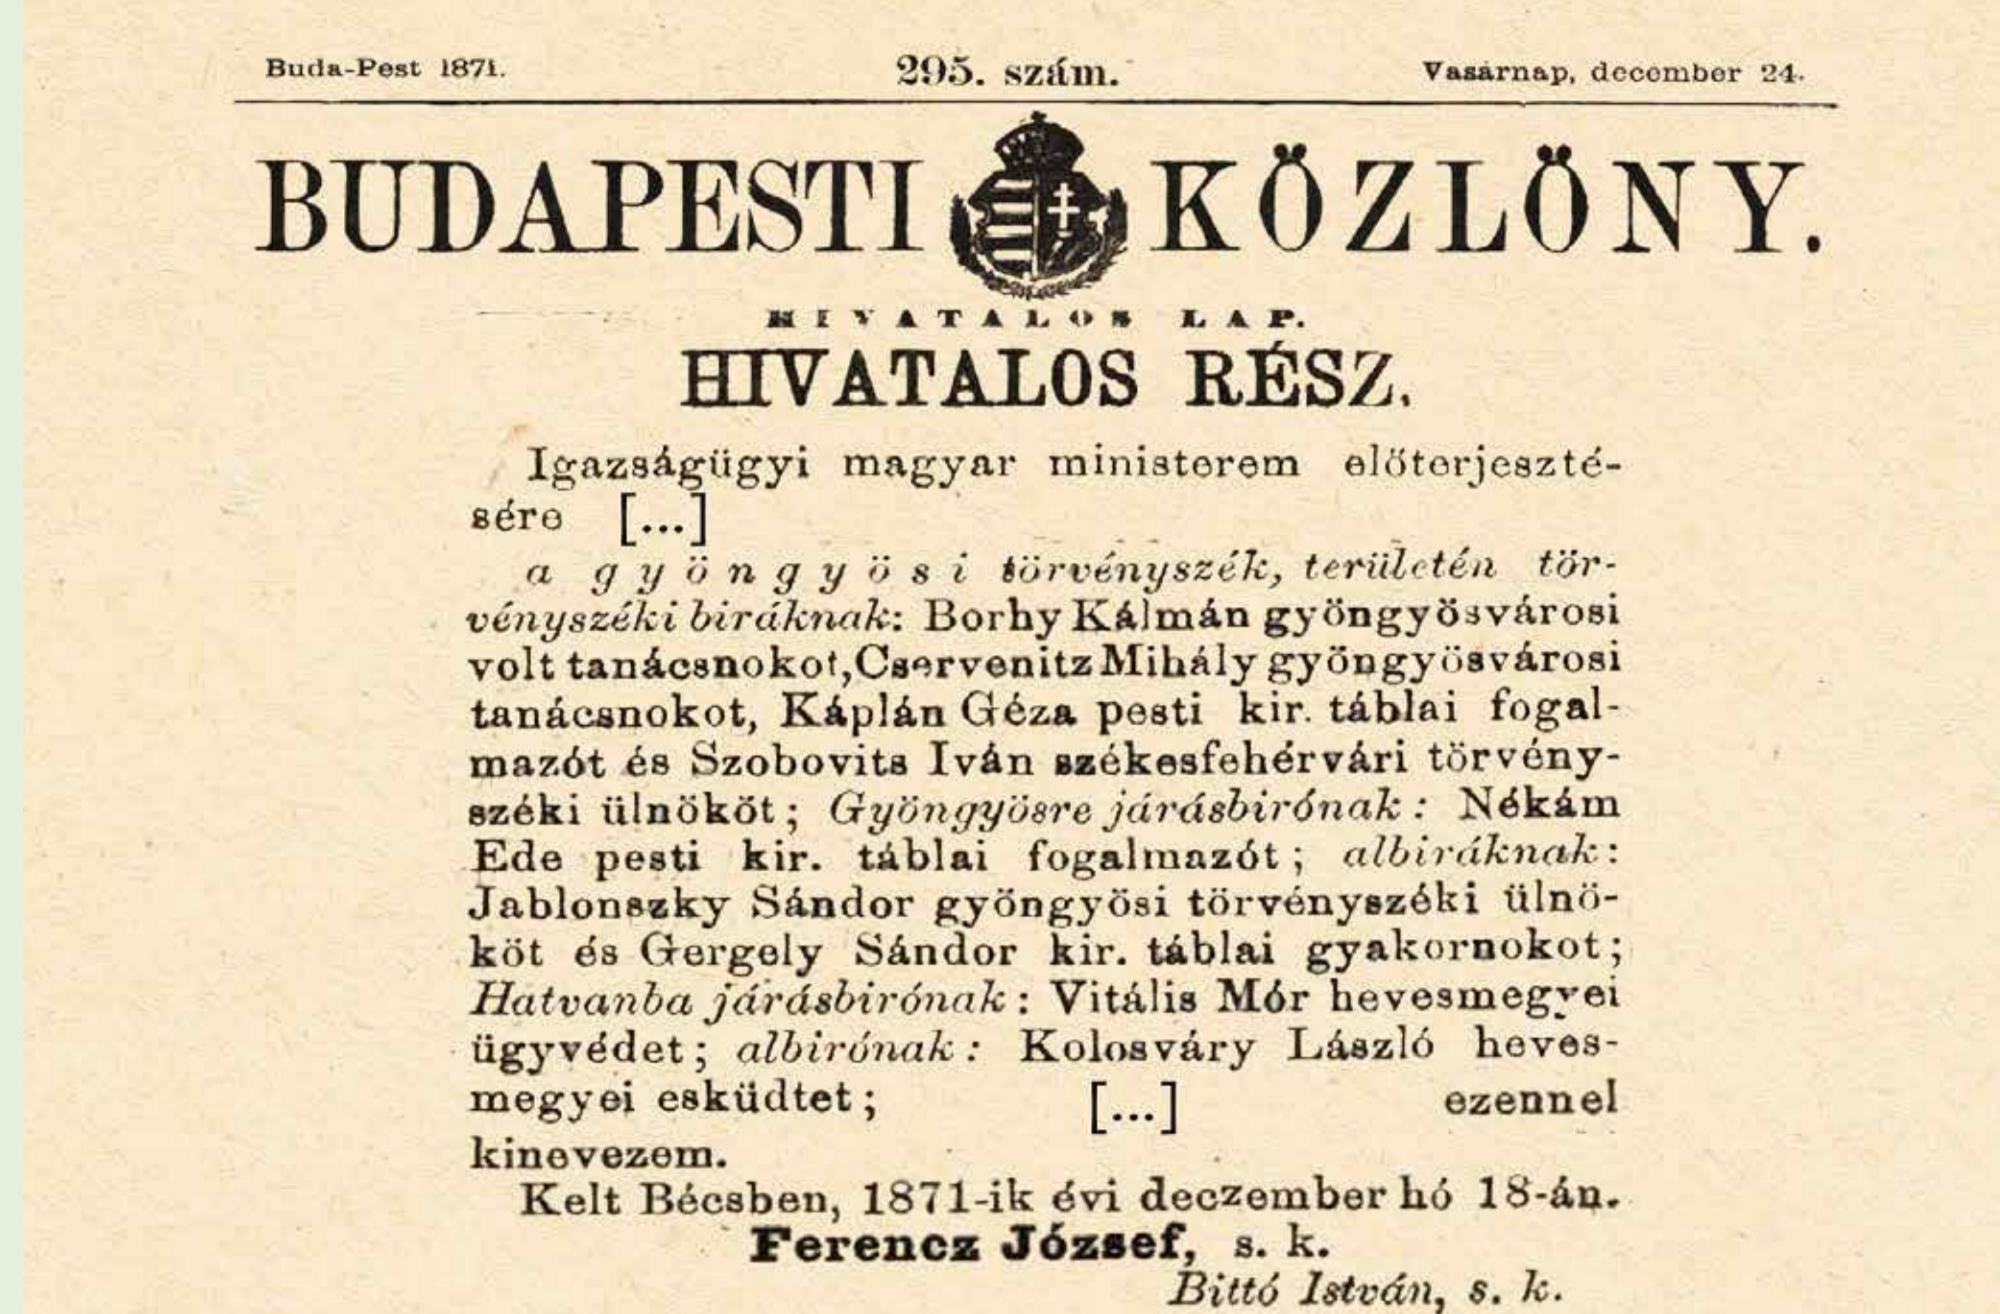 Buda-Pest 1871.
295. szám.
Vasárnap, december 24.
BUDAPESTI KÖZLÖNY.
HIVATALOS LAP.
HIVATALOS RÉSZ.
Igazságügyi magyar ministerem előterjeszté-
sére [...]
a gyöngyösi törvényszék, területén tör-
vényszéki biráknak: Borhy Kálmán gyöngyösvárosi
volt tanácsnokot, Cservenitz Mihály gyöngyösvárosi
tanácsnokot, Káplán Géza pesti kir. táblai fogal-
mazót és Szobovits Iván székesfehérvári törvény-
széki ülnököt; Gyöngyösre járásbirónak: Nékám
Ede pesti kir. táblai fogalmazót; albiráknak:
Jablonszky Sándor gyöngyösi törvényszéki ülnö-
köt és Gergely Sándor kir. táblai gyakornokot;
Hatvanba járásbirónak: Vitális Mór hevesmegyei
ügyvédet; albirónak: Kolosváry László heves-
megyei esküdtet; [...] ezennel
kinevezem.
Kelt Bécsben, 1871-ik évi deczember hó 18-án.
Ferencz József, s. k.
Bittó István, s. k.